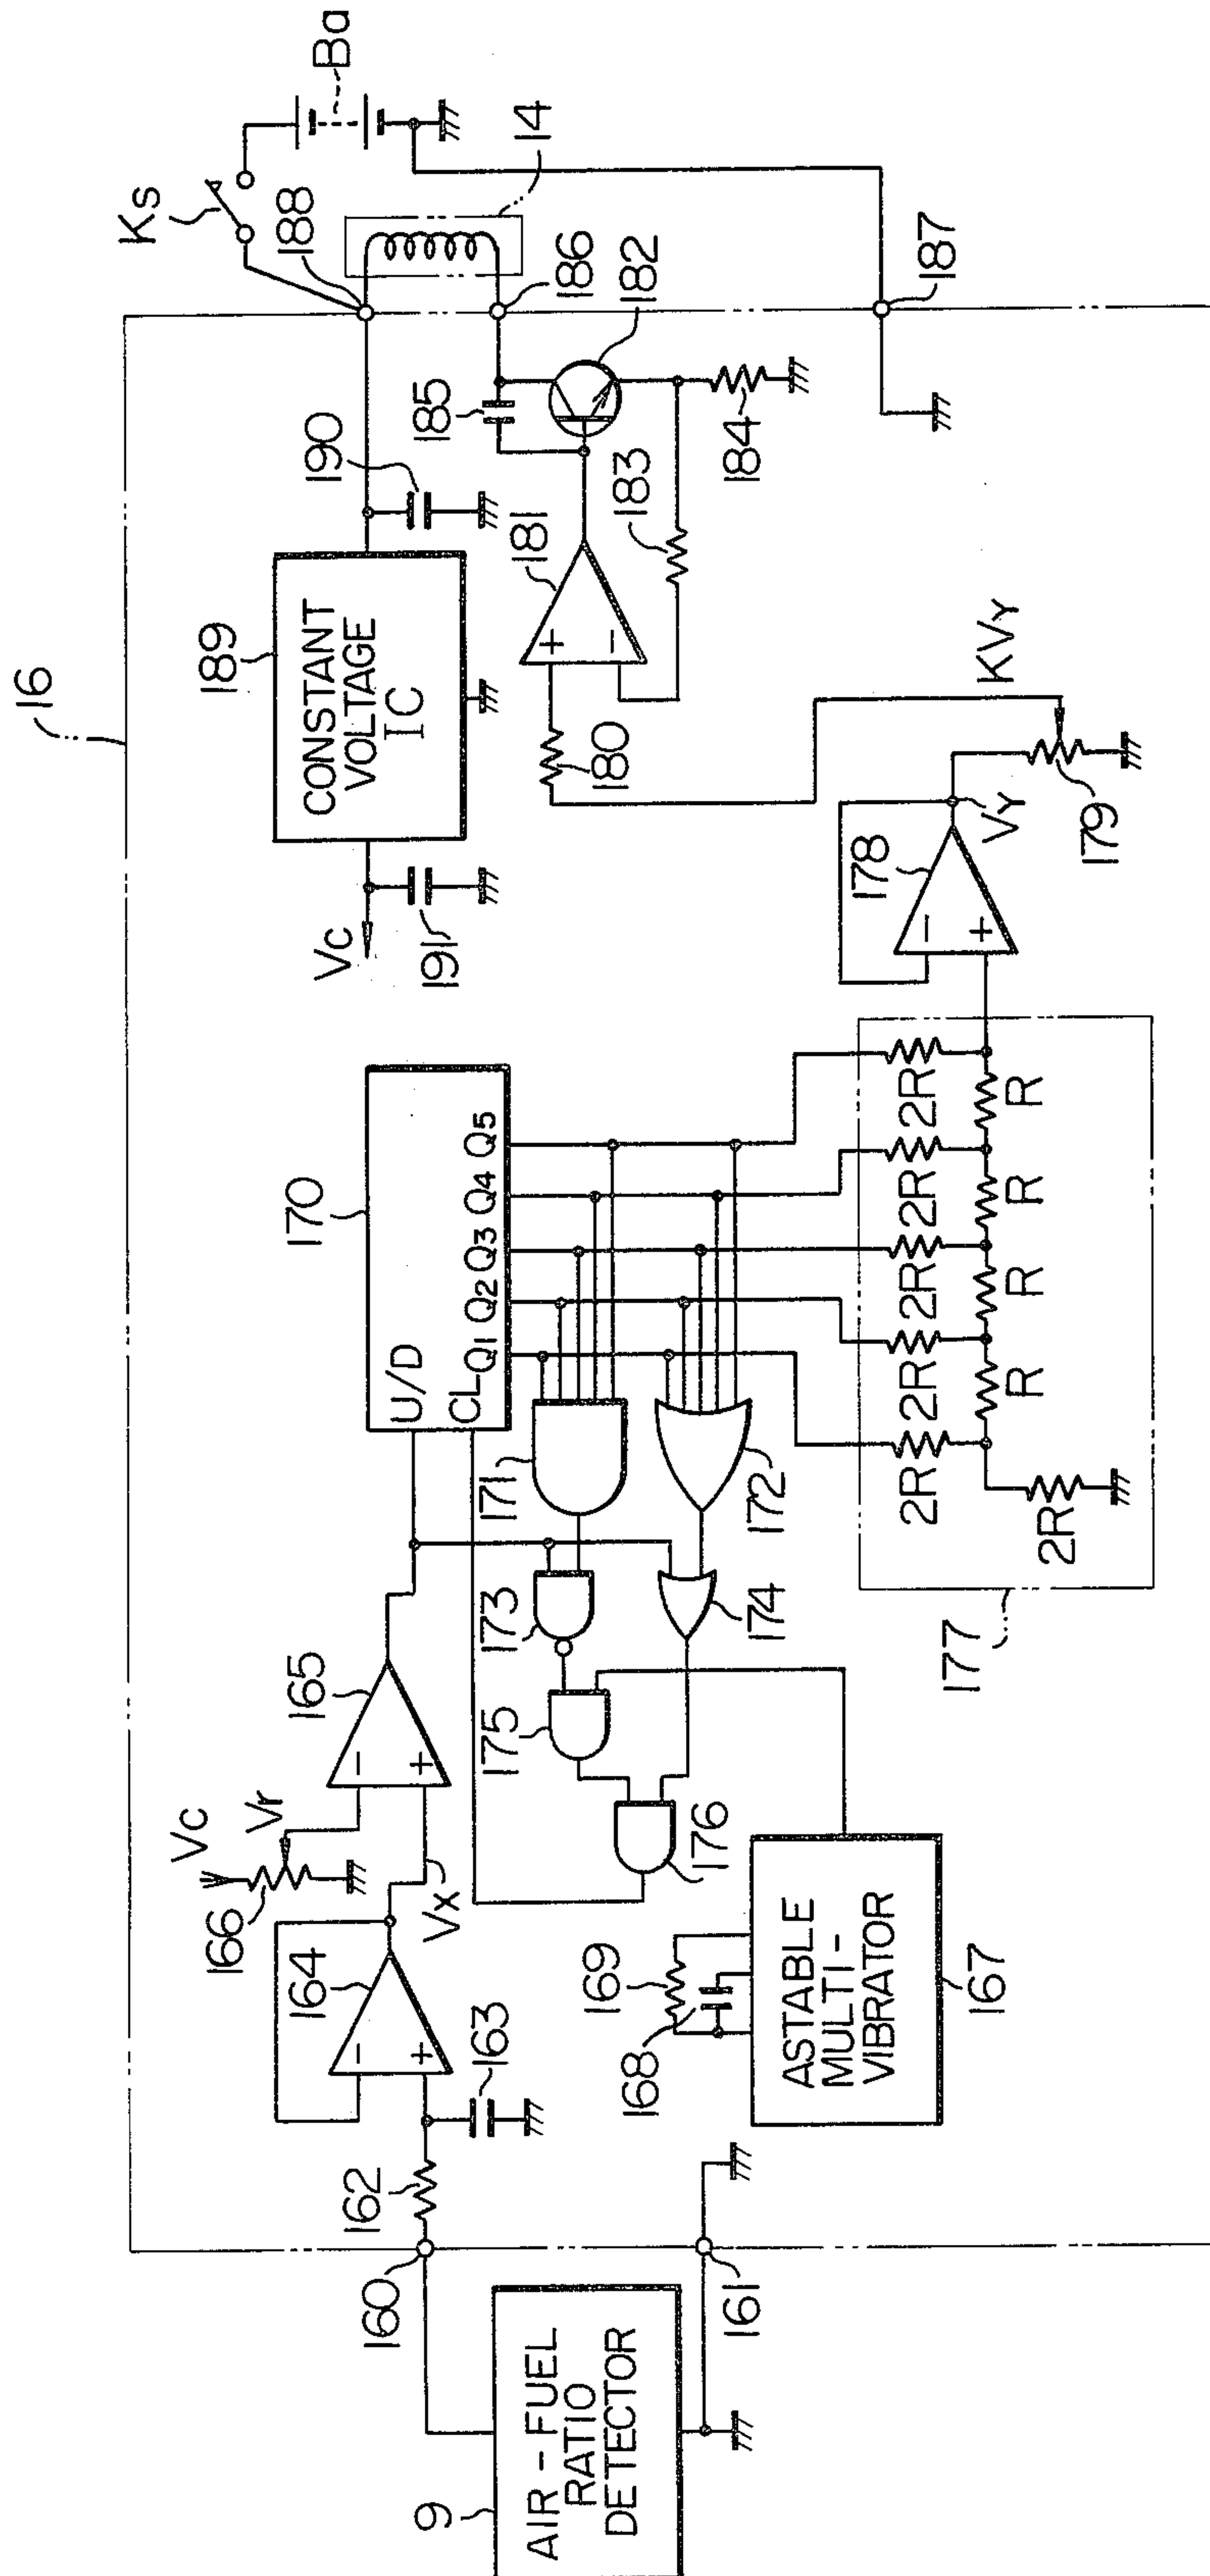 16
9
AIR-FUEL
RATIO
DETECTOR
160
161
162
163
164
Vx
166
Vc
Vr
165
167
ASTABLE
MULTI-
VIBRATOR
168
169
170
U/D
CL
Q1 Q2 Q3 Q4 Q5
171
172
173
174
175
176
177
2R
2R 2R 2R 2R 2R
R R R R
178
VY
179
KVY
180
181
182
183
184
185
186
187
188
189
CONSTANT
VOLTAGE
IC
190
191
Vc
Ks
Ba
14